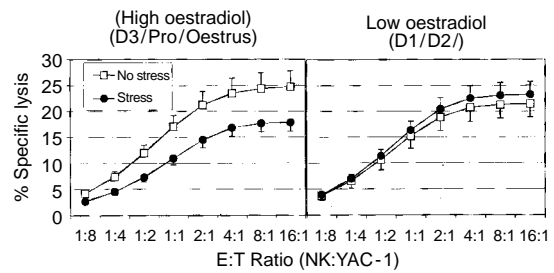 (High oestradiol)
(D3/Pro/Oestrus)
Low oestradiol
(D1/D2/)
% Specific lysis
30
25
20
15
10
5
0
No stress
Stress
1:8 1:4 1:2 1:1 2:1 4:1 8:1 16:1
1:8 1:4 1:2 1:1 2:1 4:1 8:1 16:1
E:T Ratio (NK:YAC-1)